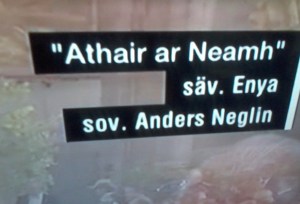 "Athair ar Neamh"
säv. Enya
sov. Anders Neglin